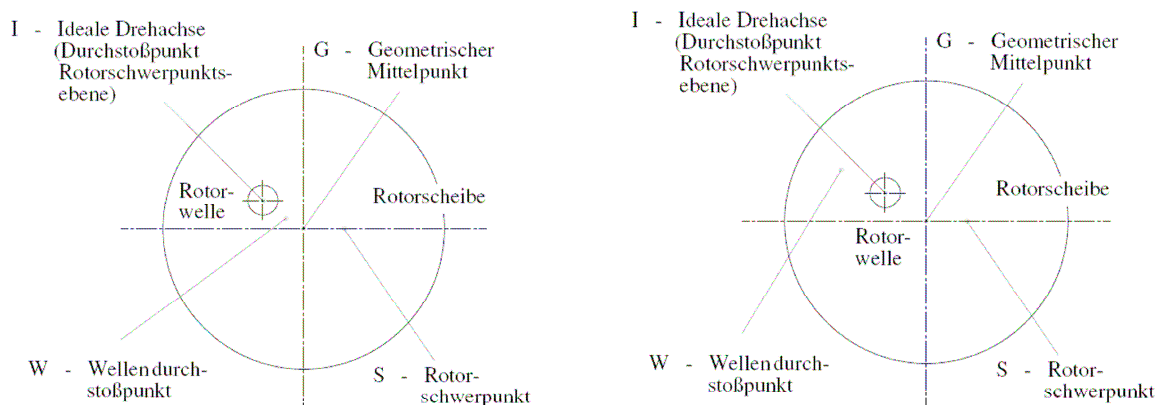 I - Ideale Drehachse
(Durchstoßpunkt
Rotorschwerpunkts-
ebene)
G - Geometrischer
Mittelpunkt
Rotor-
welle
Rotorscheibe
W - Wellendurch-
stoßpunkt
S - Rotor-
schwerpunkt
I - Ideale Drehachse
(Durchstoßpunkt
Rotorschwerpunkts-
ebene)
G - Geometrischer
Mittelpunkt
Rotorscheibe
Rotor-
welle
W - Wellendurch-
stoßpunkt
S - Rotor-
schwerpunkt